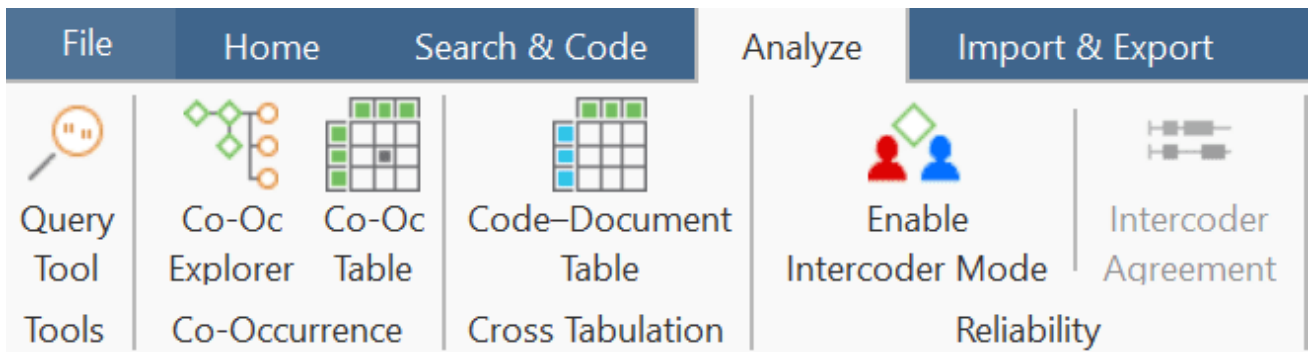 File Home Search & Code Analyze Import & Export
Query Co-Oc Co-Oc Code–Document Enable Intercoder
Tool Explorer Table Table Intercoder Mode Agreement
Tools Co-Occurrence Cross Tabulation Reliability